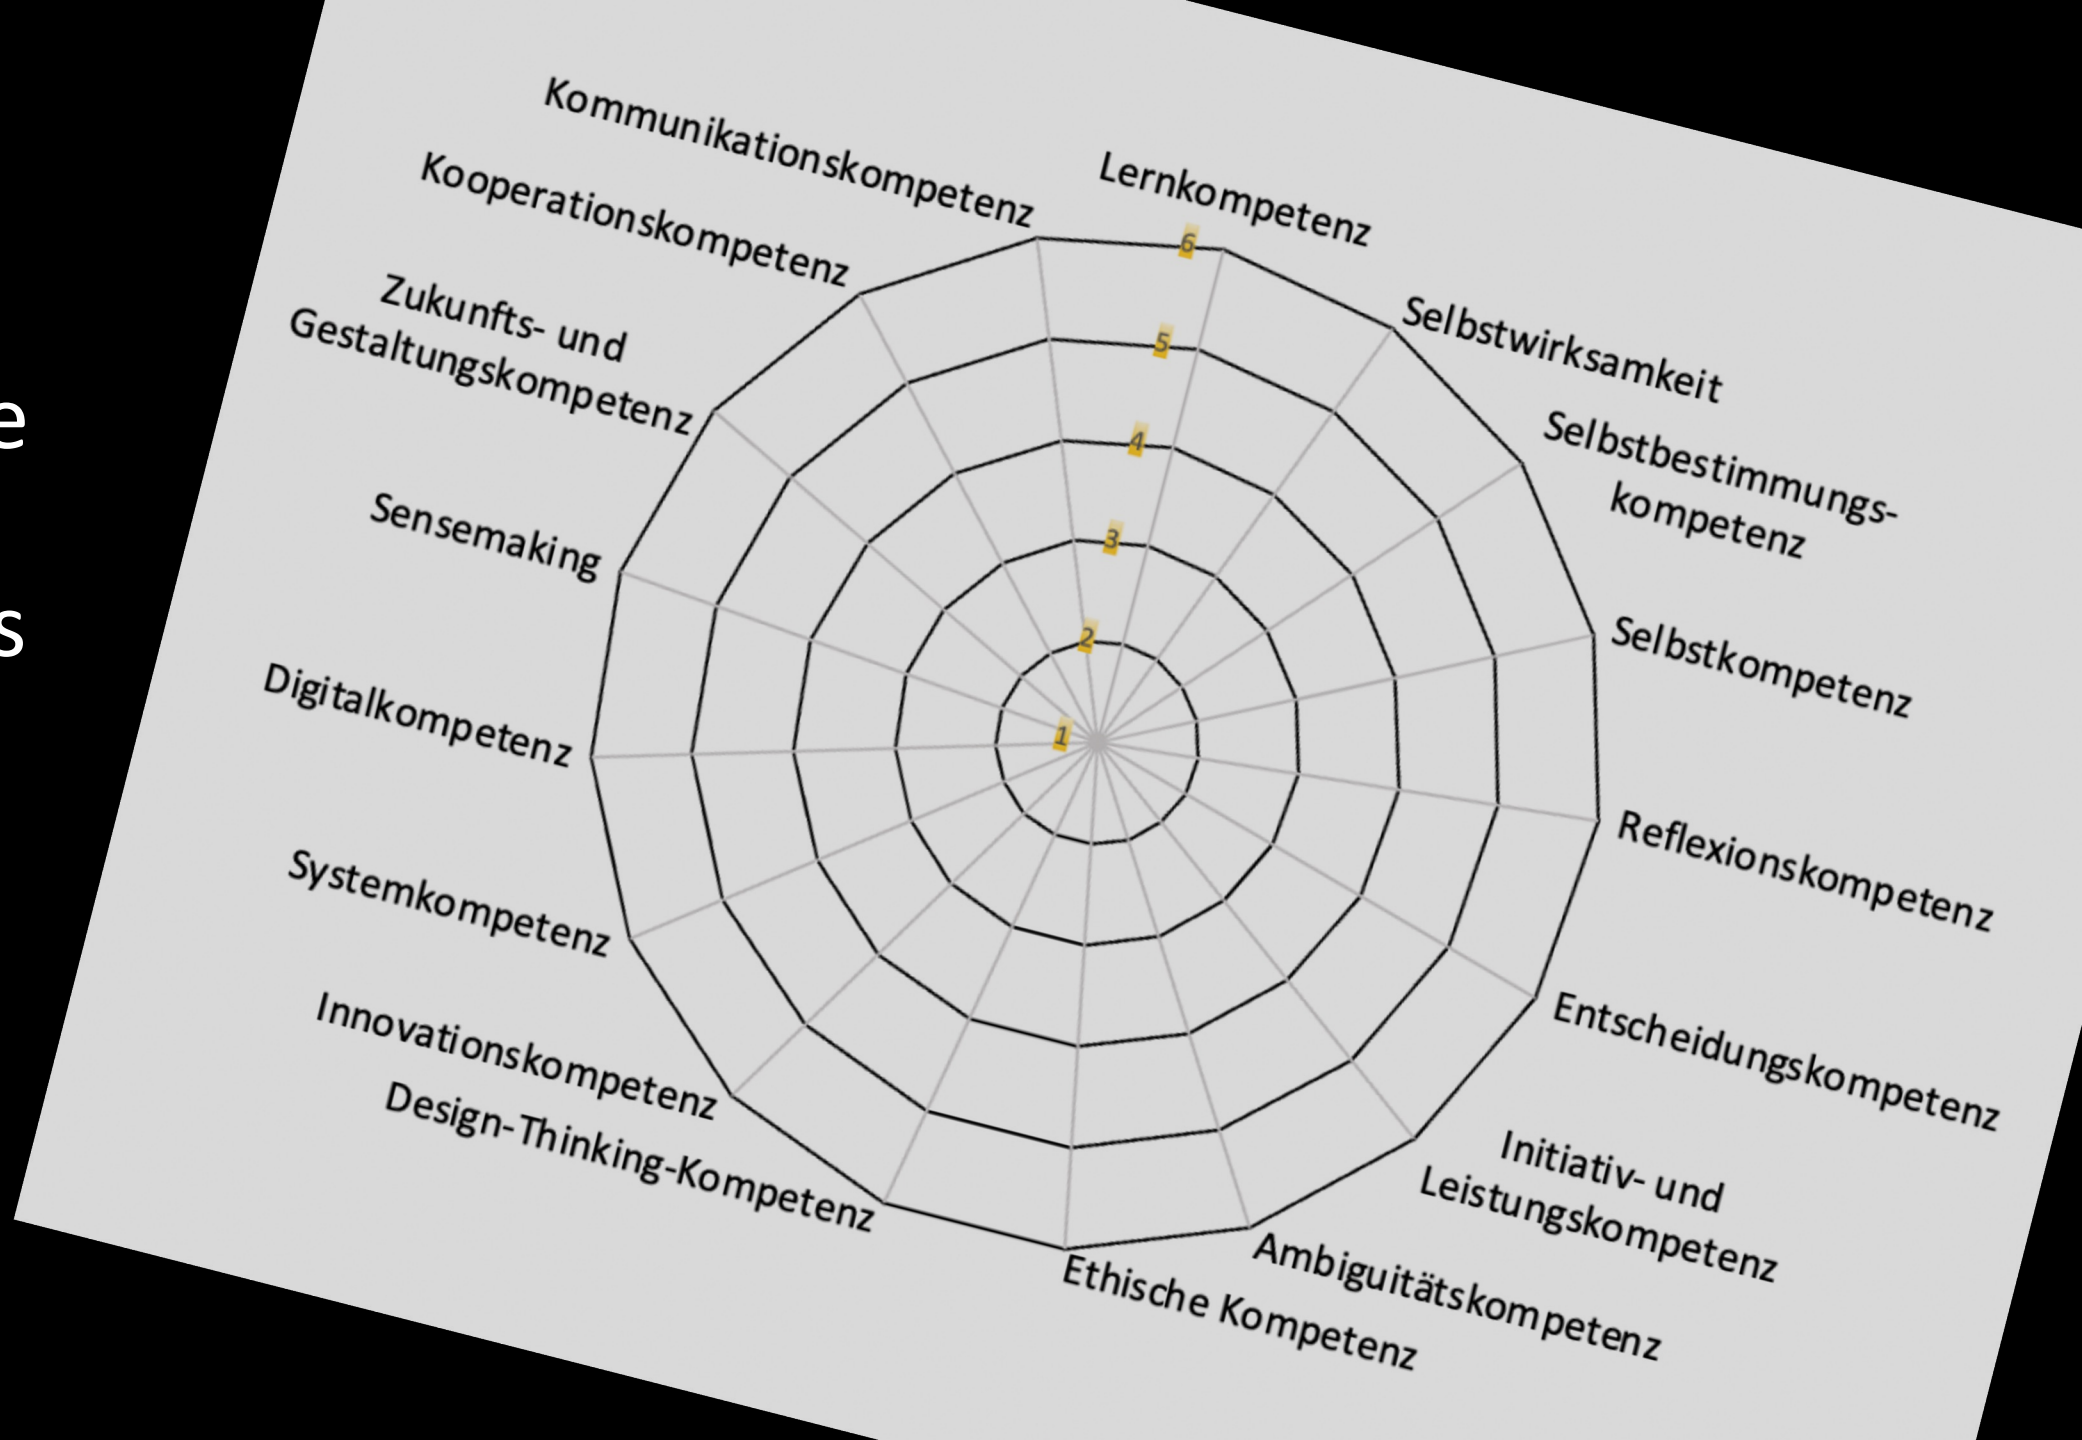 Kommunikationskompetenz
Lernkompetenz
Kooperationskompetenz
Selbstwirksamkeit
Zukunfts- und
Gestaltungskompetenz
Selbstbestimmungs-
kompetenz
Sensemaking
Selbstkompetenz
Digitalkompetenz
Reflexionskompetenz
Systemkompetenz
Entscheidungskompetenz
Innovationskompetenz
Initiativ- und
Leistungskompetenz
Design-Thinking-Kompetenz
Ambiguitätskompetenz
Ethische Kompetenz
6
5
4
3
2
1
e
s